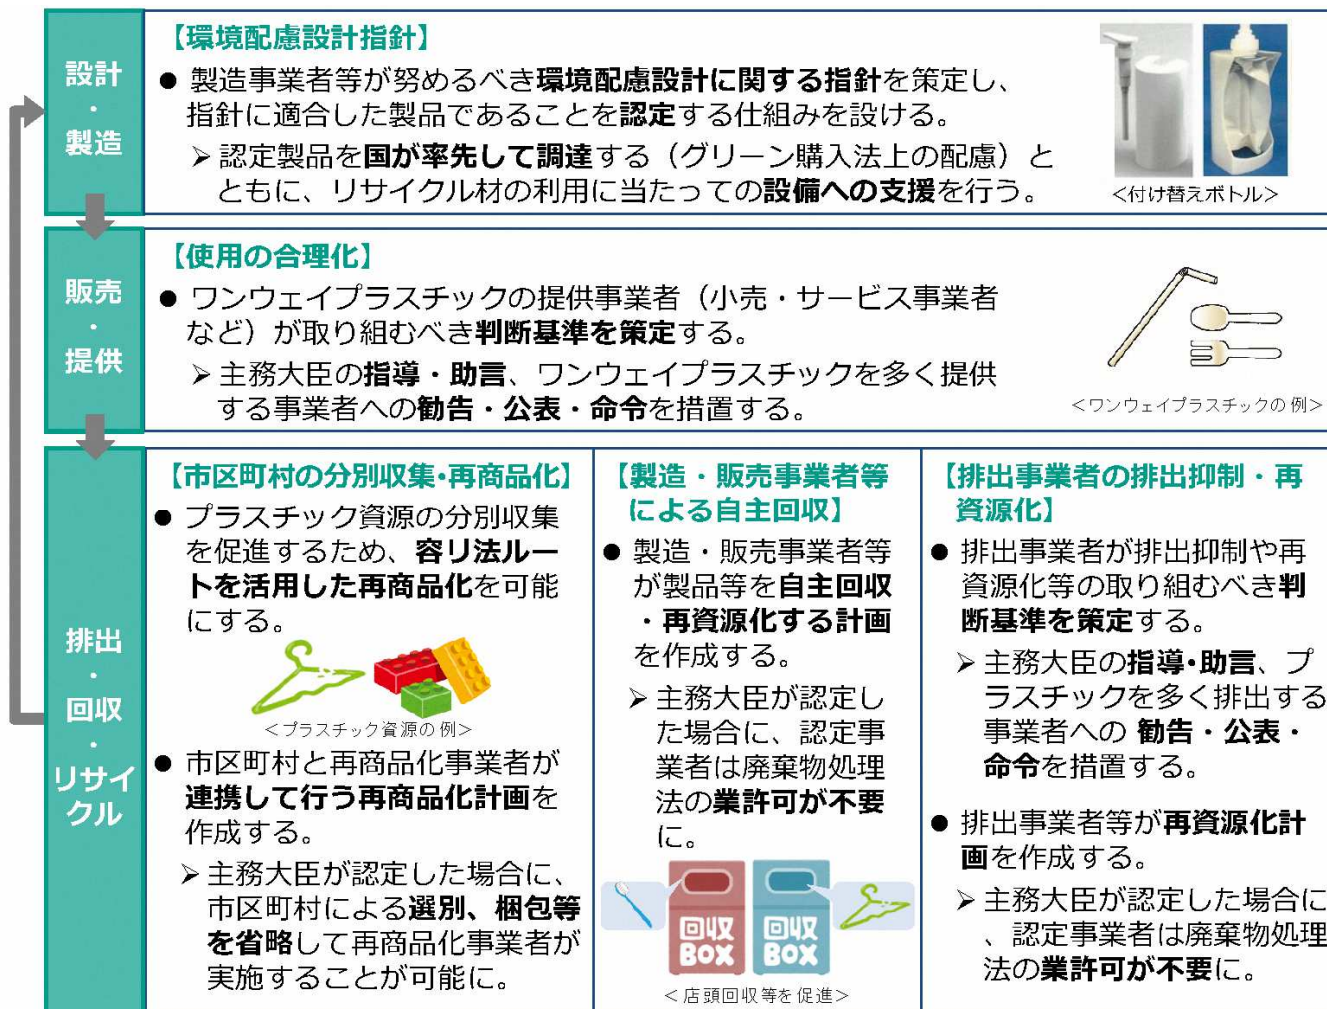 設計
・
製造
【環境配慮設計指針】
● 製造事業者等が努めるべき環境配慮設計に関する指針を策定し、
指針に適合した製品であることを認定する仕組みを設ける。
➢ 認定製品を国が率先して調達する（グリーン購入法上の配慮）と
ともに、リサイクル材の利用に当たっての設備への支援を行う。
＜付け替えボトル＞
販売
・
提供
【使用の合理化】
● ワンウェイプラスチックの提供事業者（小売・サービス事業者
など）が取り組むべき判断基準を策定する。
➢ 主務大臣の指導・助言、ワンウェイプラスチックを多く提供
する事業者への勧告・公表・命令を措置する。
＜ワンウェイプラスチックの例＞
排出
・
回収
・
リサイ
クル
【市区町村の分別収集・再商品化】
● プラスチック資源の分別収集
を促進するため、容リ法ルー
トを活用した再商品化を可能
にする。
＜プラスチック資源の例＞
● 市区町村と再商品化事業者が
連携して行う再商品化計画を
作成する。
➢ 主務大臣が認定した場合に、
市区町村による選別、梱包等
を省略して再商品化事業者が
実施することが可能に。
【製造・販売事業者等
による自主回収】
● 製造・販売事業者等
が製品等を自主回収
・再資源化する計画
を作成する。
➢ 主務大臣が認定し
た場合に、認定事
業者は廃棄物処理
法の業許可が不要
に。
回収
BOX
回収
BOX
＜店頭回収等を促進＞
【排出事業者の排出抑制・再
資源化】
● 排出事業者が排出抑制や再
資源化等の取り組むべき判
断基準を策定する。
➢ 主務大臣の指導・助言、プ
ラスチックを多く排出する
事業者への 勧告・公表・
命令を措置する。
● 排出事業者等が再資源化計
画を作成する。
➢ 主務大臣が認定した場合に
、認定事業者は廃棄物処理
法の業許可が不要に。